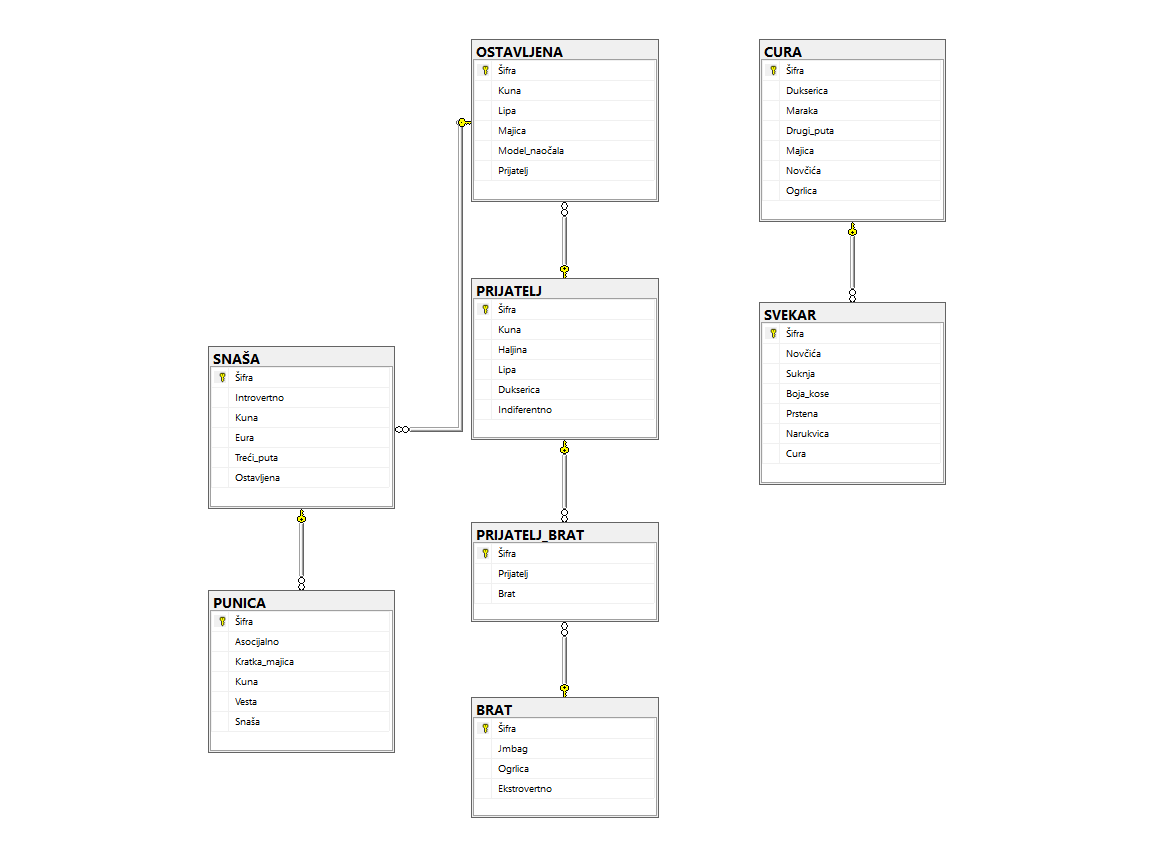 OSTAVLJENA
Šifra
Kuna
Lipa
Majica
Model_naočala
Prijatelj
CURA
Šifra
Dukserica
Maraka
Drugi_puta
Majica
Novčića
Ogrlica
PRIJATELJ
Šifra
Kuna
Haljina
Lipa
Dukserica
Indiferentno
SVEKAR
Šifra
Novčića
Suknja
Boja_kose
Prstena
Narukvica
Cura
SNAŠA
Šifra
Introvertno
Kuna
Eura
Treći_puta
Ostavljena
PRIJATELJ_BRAT
Šifra
Prijatelj
Brat
PUNICA
Šifra
Asocijalno
Kratka_majica
Kuna
Vesta
Snaša
BRAT
Šifra
Jmbag
Ogrlica
Ekstrovertno